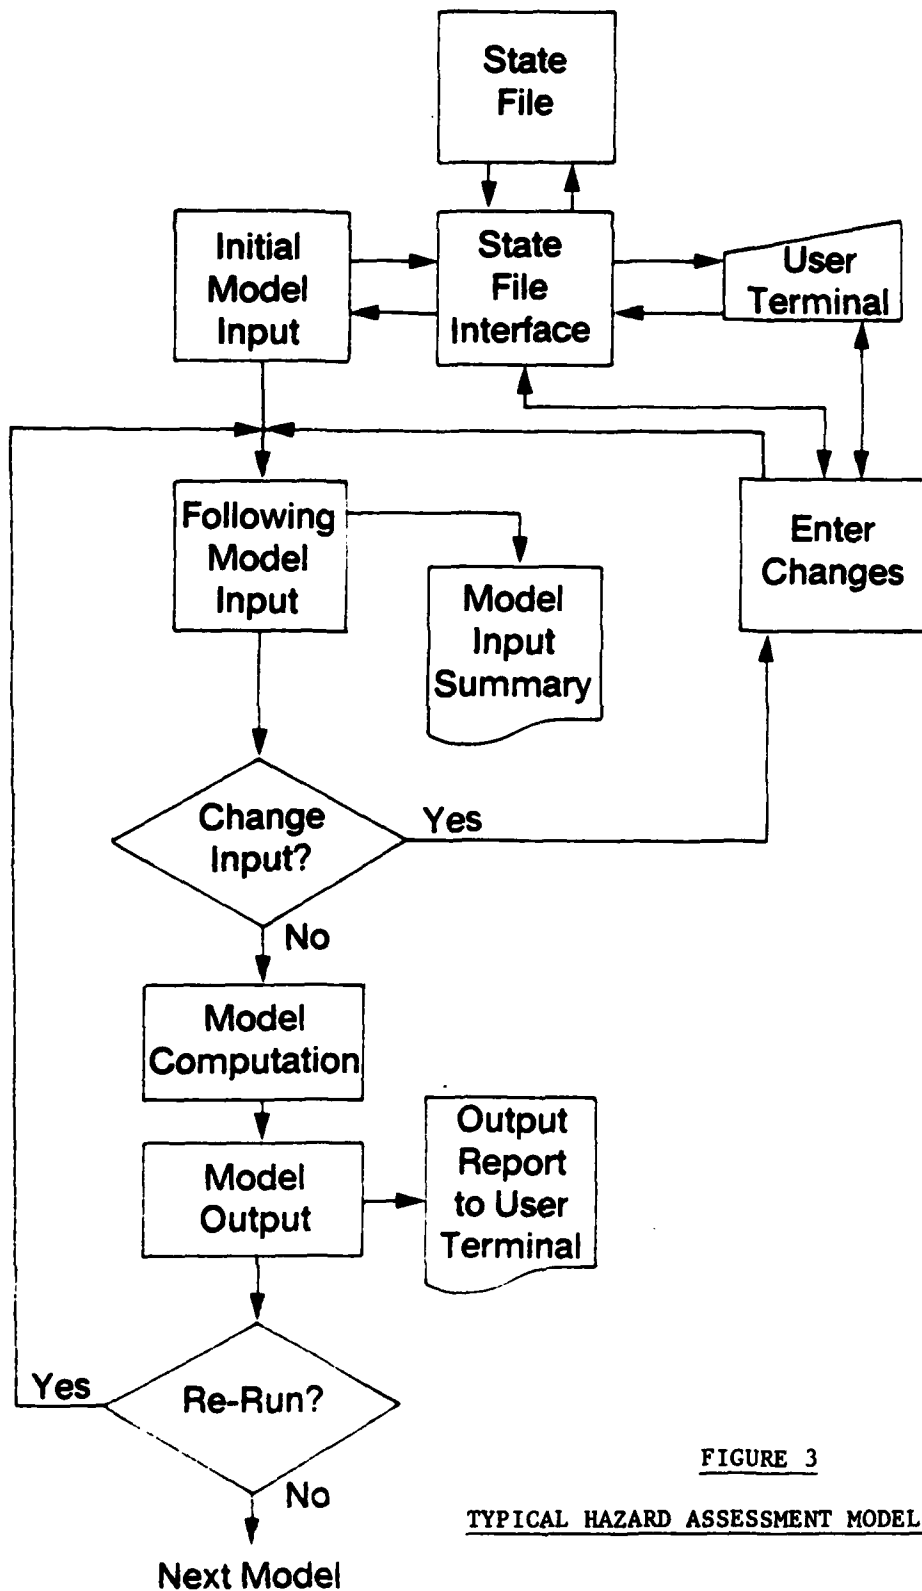 State
File
Initial
Model
Input
State
File
Interface
User
Terminal
Following
Model
Input
Model
Input
Summary
Enter
Changes
Change
Input?
Yes
No
Model
Computation
Model
Output
Output
Report
to User
Terminal
Re-Run?
Yes
No
Next Model
FIGURE 3
TYPICAL HAZARD ASSESSMENT MODEL